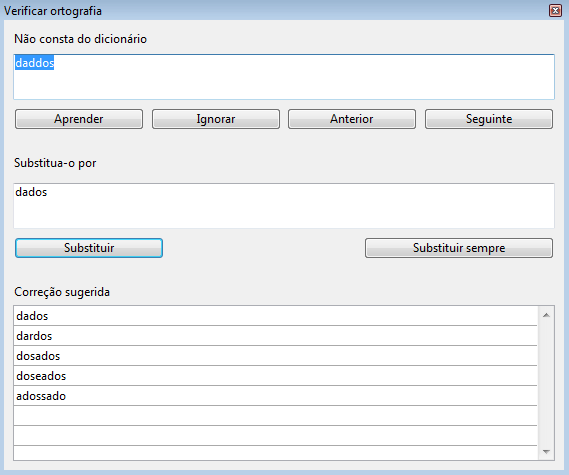 Verificar ortografia
Não consta do dicionário
daddos
Aprender
Ignorar
Anterior
Seguinte
Substitua-o por
dados
Substituir
Substituir sempre
Correção sugerida
dados
dardos
dosados
doseados
adossado